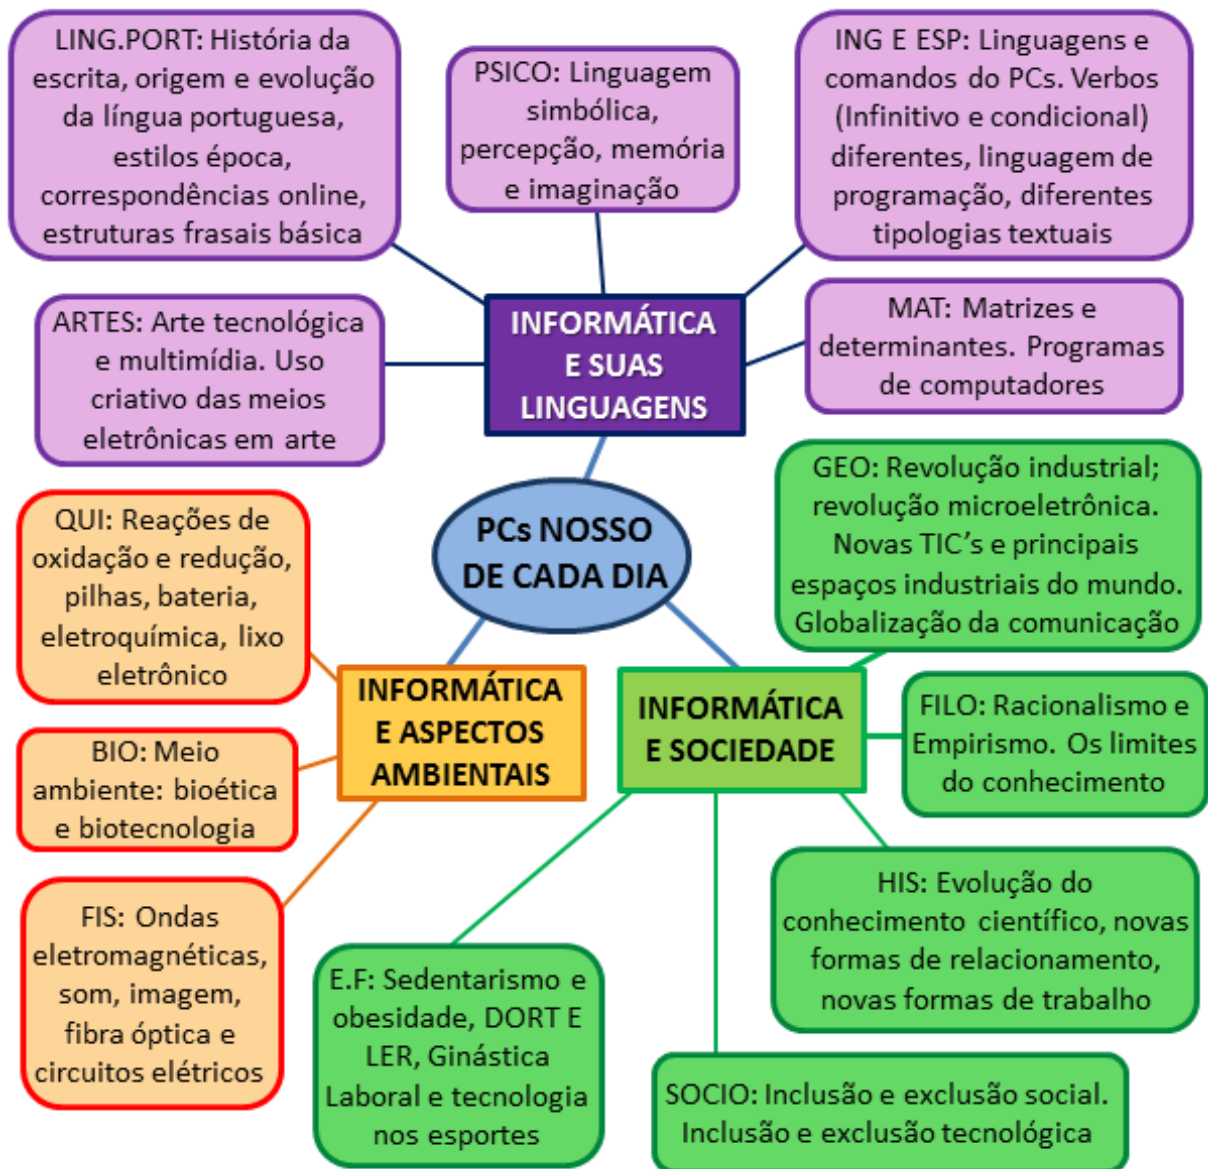 LING.PORT: História da
escrita, origem e evolução
da língua portuguesa,
estilos época,
correspondências online,
estruturas frasais básica
PSICO: Linguagem
simbólica,
percepção, memória
e imaginação
ING E ESP: Linguagens e
comandos do PCs. Verbos
(Infinitivo e condicional)
diferentes, linguagem de
programação, diferentes
tipologias textuais
ARTES: Arte tecnológica
e multimídia. Uso
criativo das meios
eletrônicas em arte
INFORMÁTICA
E SUAS
LINGUAGENS
MAT: Matrizes e
determinantes. Programas
de computadores
PCs NOSSO
DE CADA DIA
GEO: Revolução industrial;
revolução microeletrônica.
Novas TIC’s e principais
espaços industriais do mundo.
Globalização da comunicação
QUI: Reações de
oxidação e redução,
pilhas, bateria,
eletroquímica, lixo
eletrônico
INFORMÁTICA
E ASPECTOS
AMBIENTAIS
INFORMÁTICA
E SOCIEDADE
FILO: Racionalismo e
Empirismo. Os limites
do conhecimento
BIO: Meio
ambiente: bioética
e biotecnologia
HIS: Evolução do
conhecimento científico, novas
formas de relacionamento,
novas formas de trabalho
FIS: Ondas
eletromagnéticas,
som, imagem,
fibra óptica e
circuitos elétricos
E.F: Sedentarismo e
obesidade, DORT E
LER, Ginástica
Laboral e tecnologia
nos esportes
SOCIO: Inclusão e exclusão social.
Inclusão e exclusão tecnológica